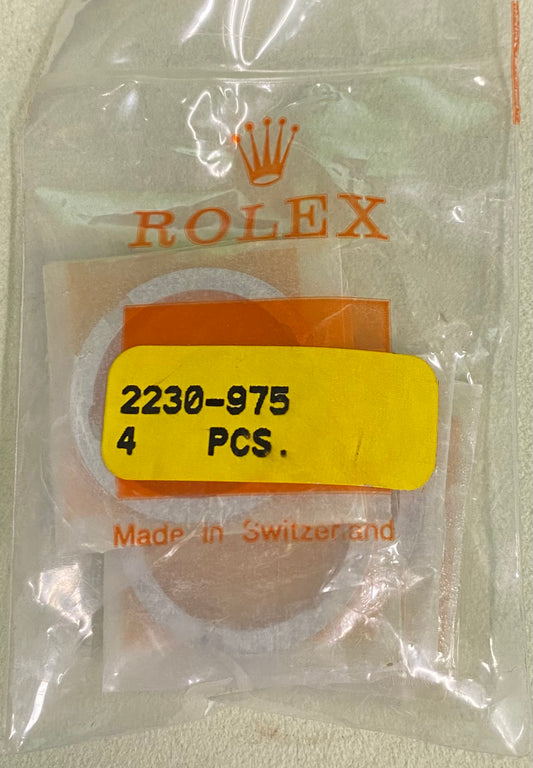 ROLEX
2230-975
4 PCS.
Made in Switzerland